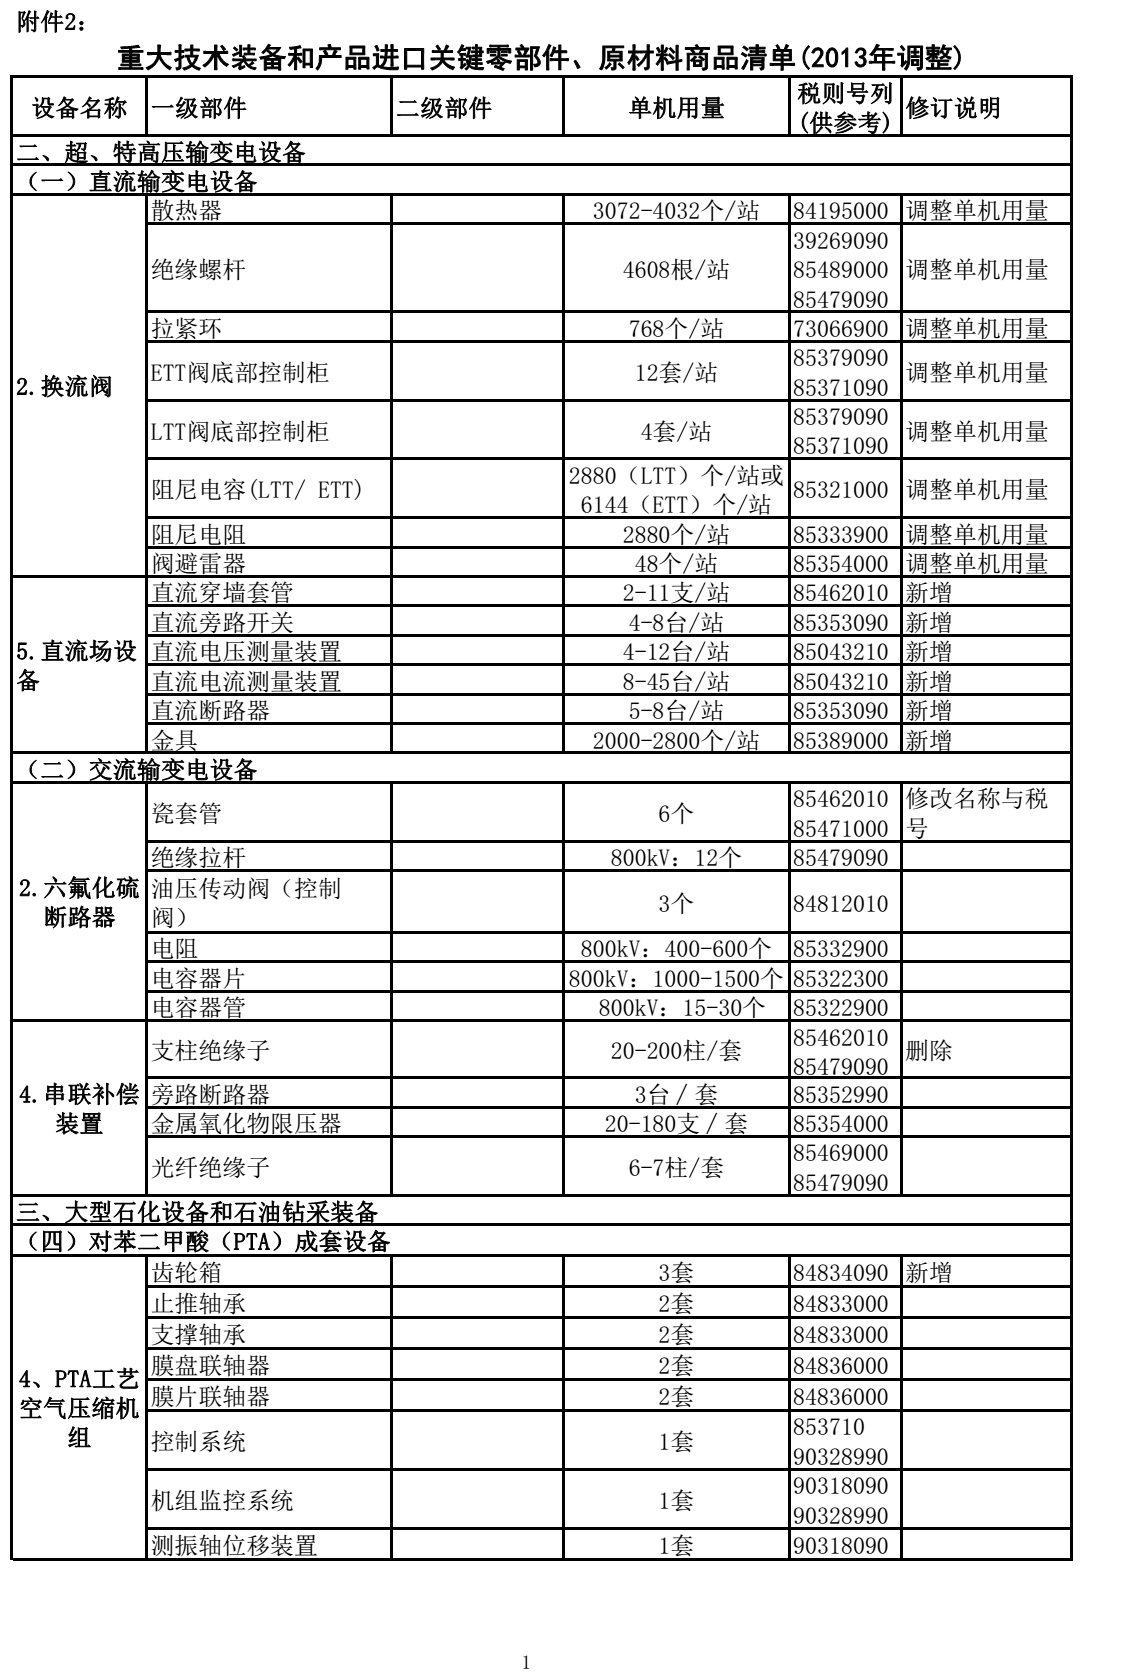 附件2：
重大技术装备和产品进口关键零部件、原材料商品清单(2013年调整)
设备名称 一级部件 二级部件 单机用量 税则号列(供参考) 修订说明
二、超、特高压输变电设备
（一）直流输变电设备
2.换流阀
散热器 3072-4032个/站 84195000 调整单机用量
绝缘螺杆 4608根/站 39269090 85489000 85479090 调整单机用量
拉紧环 768个/站 73066900 调整单机用量
ETT阀底部控制柜 12套/站 85379090 85371090 调整单机用量
LTT阀底部控制柜 4套/站 85379090 85371090 调整单机用量
阻尼电容(LTT/ ETT) 2880（LTT）个/站或6144（ETT）个/站 85321000 调整单机用量
阻尼电阻 2880个/站 85333900 调整单机用量
阀避雷器 48个/站 85354000 调整单机用量
5.直流场设备
直流穿墙套管 2-11支/站 85462010 新增
直流旁路开关 4-8台/站 85353090 新增
直流电压测量装置 4-12台/站 85043210 新增
直流电流测量装置 8-45台/站 85043210 新增
直流断路器 5-8台/站 85353090 新增
金具 2000-2800个/站 85389000 新增
（二）交流输变电设备
2.六氟化硫断路器
瓷套管 6个 85462010 85471000 修改名称与税号
绝缘拉杆 800kV：12个 85479090
油压传动阀（控制阀） 3个 84812010
电阻 800kV：400-600个 85332900
电容器片 800kV：1000-1500个 85322300
电容器管 800kV：15-30个 85322900
4.串联补偿装置
支柱绝缘子 20-200柱/套 85462010 85479090 删除
旁路断路器 3台／套 85352990
金属氧化物限压器 20-180支／套 85354000
光纤绝缘子 6-7柱/套 85469000 85479090
三、大型石化设备和石油钻采装备
（四）对苯二甲酸（PTA）成套设备
4、PTA工艺空气压缩机组
齿轮箱 3套 84834090 新增
止推轴承 2套 84833000
支撑轴承 2套 84833000
膜盘联轴器 2套 84836000
膜片联轴器 2套 84836000
控制系统 1套 853710 90328990
机组监控系统 1套 90318090 90328990
测振轴位移装置 1套 90318090
1